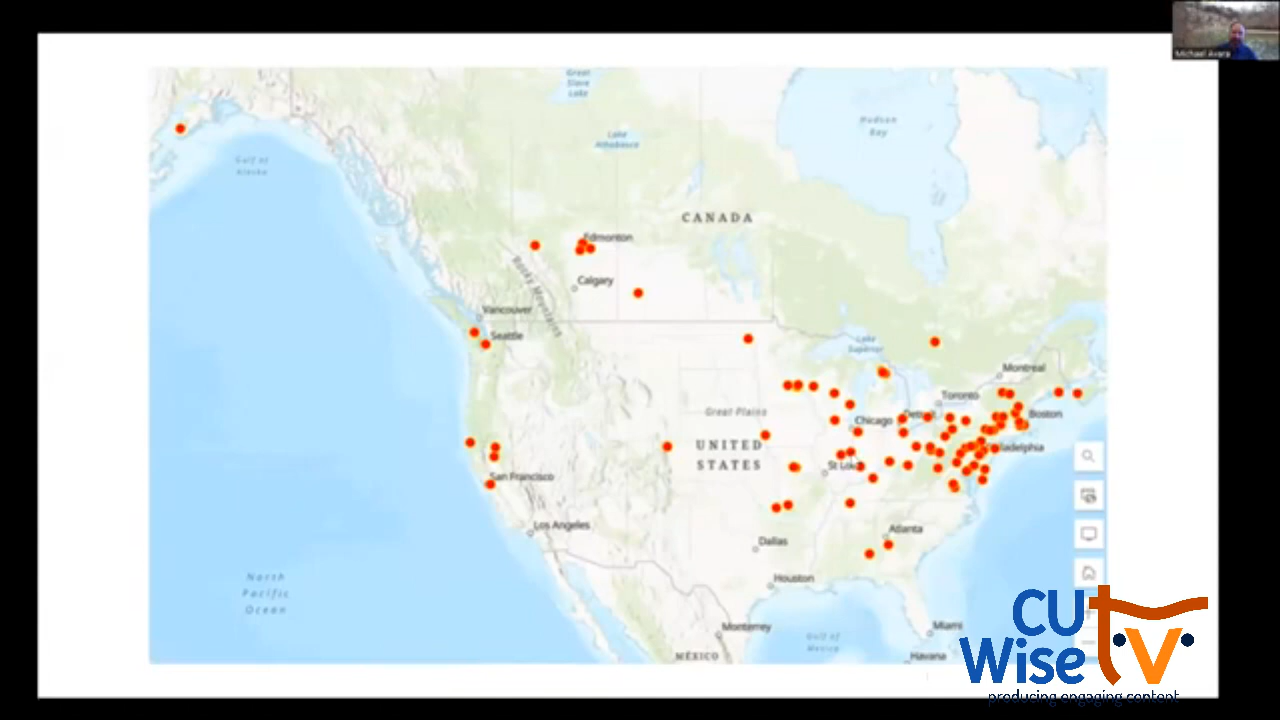 Michael Avara
Great
Slave
Lake
Lake
Athabasca
Hudson
Bay
Gulf of
Alaska
CANADA
Edmonton
Rocky Mountains
Calgary
Vancouver
Seattle
Lake
Superior
Montreal
Toronto
Great Plains
Chicago
Detroit
Boston
UNITED
STATES
St Louis
ladelphia
San Francisco
Los Angeles
Atlanta
Dallas
Houston
North
Pacific
Ocean
Monterrey
Gulf of
Mexico
Miami
MÉXICO
Havana
CU
Wise
tv
producing engaging content